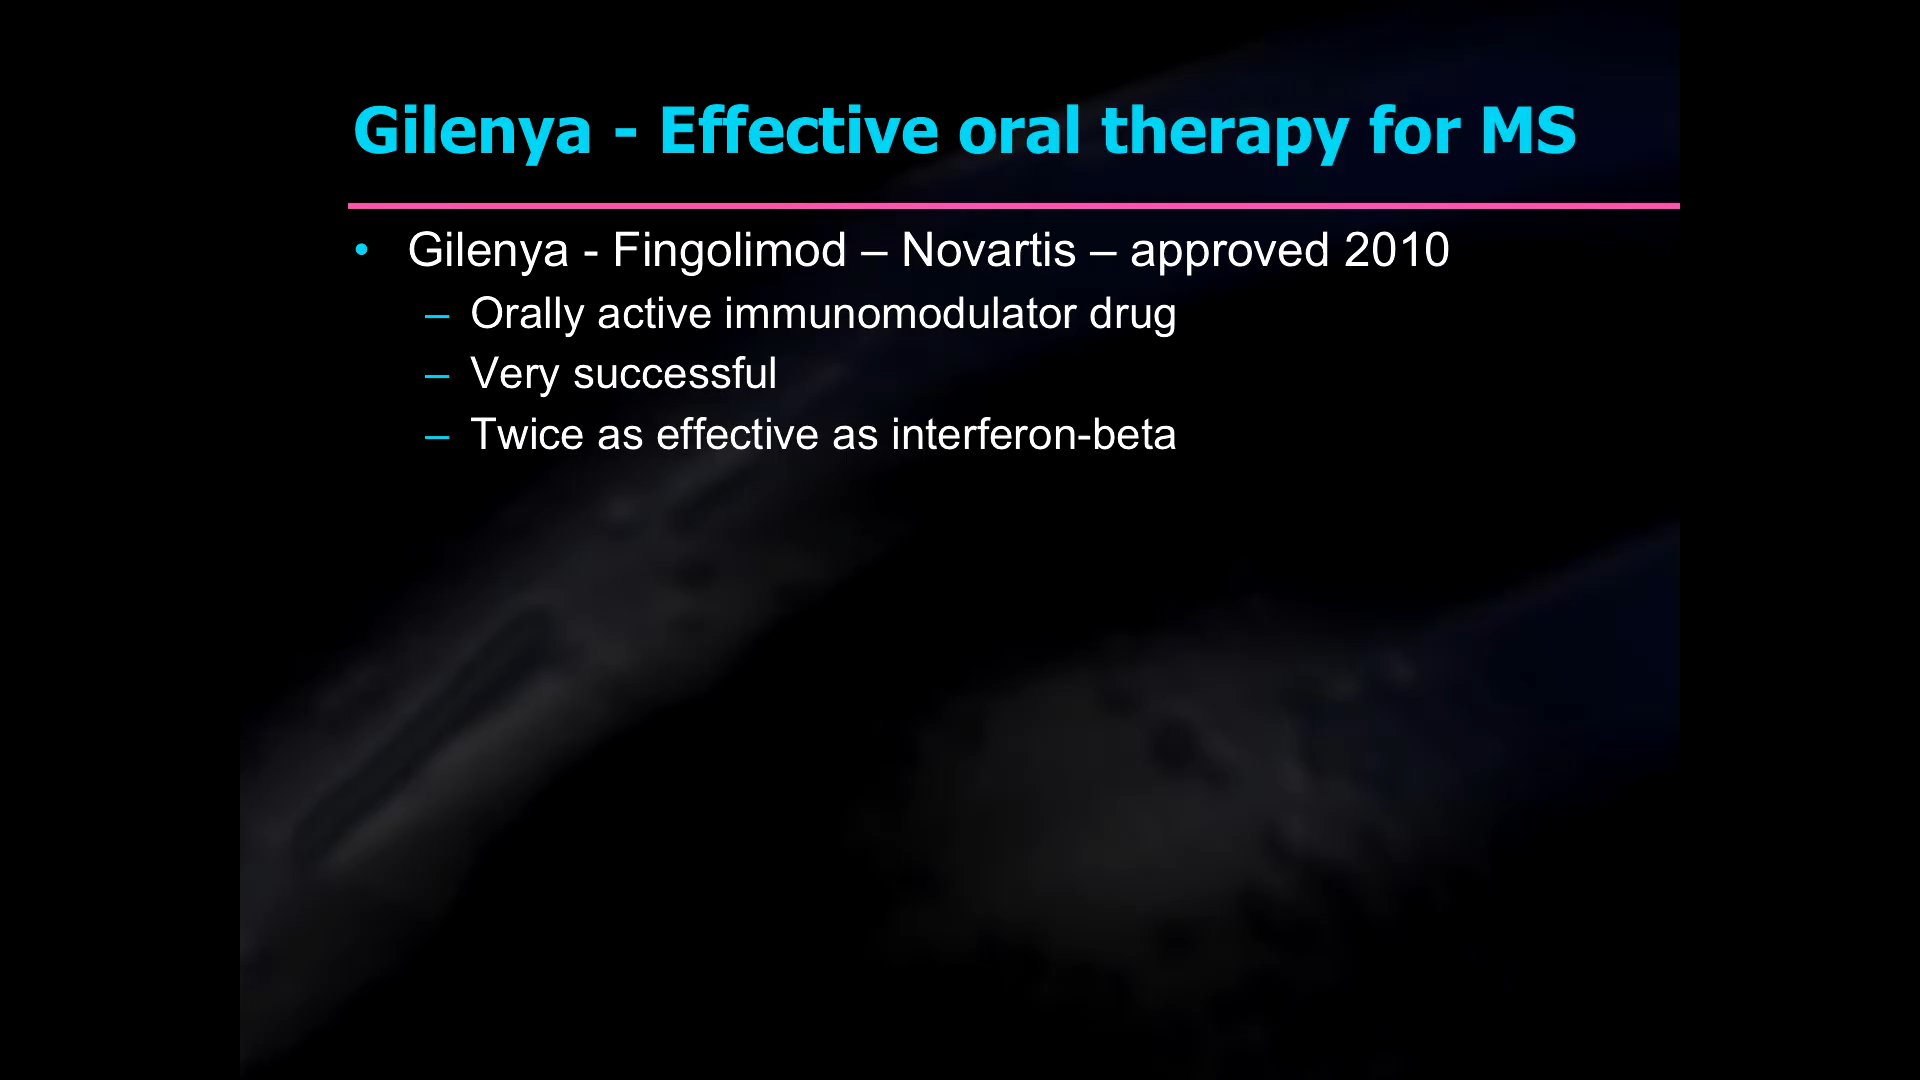 Gilenya - Effective oral therapy for MS
• Gilenya - Fingolimod – Novartis – approved 2010
– Orally active immunomodulator drug
– Very successful
– Twice as effective as interferon-beta